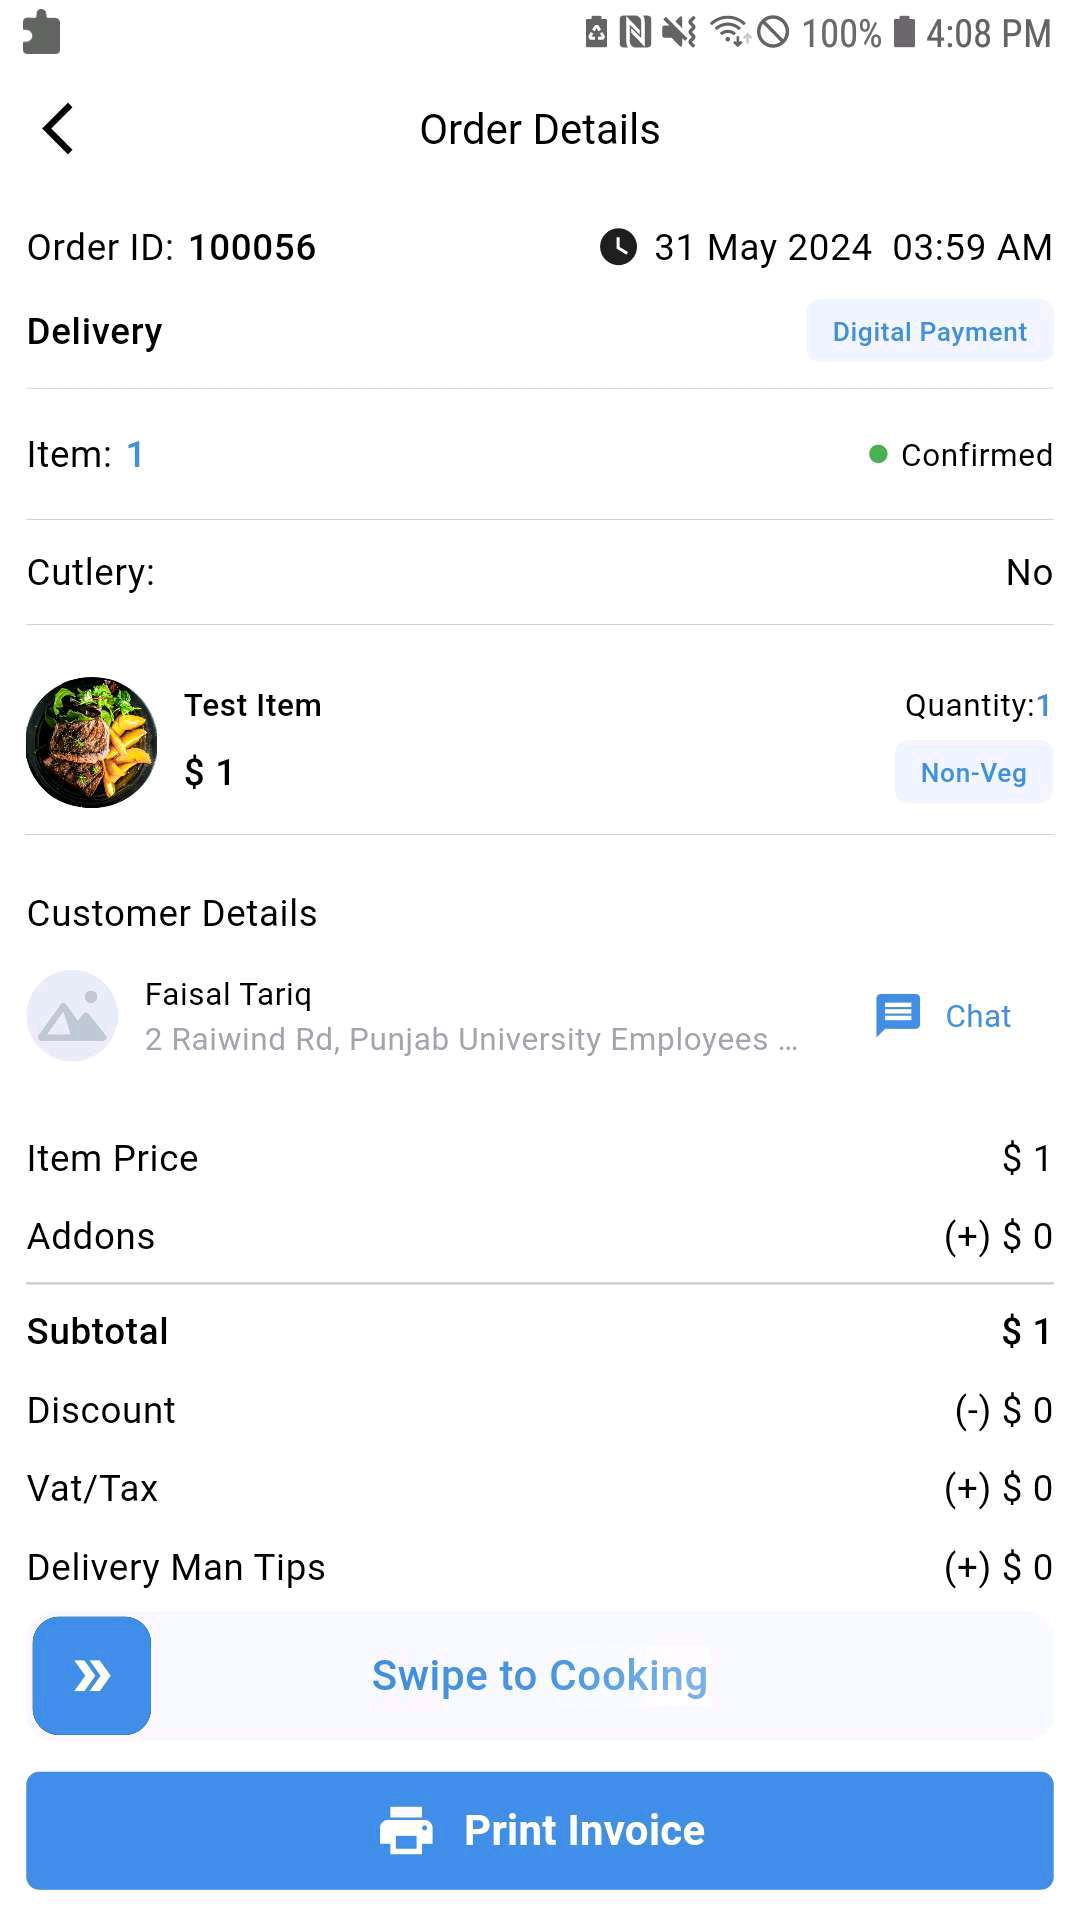 100% 4:08 PM
Order Details
Order ID: 100056 31 May 2024 03:59 AM
Delivery Digital Payment
Item: 1 Confirmed
Cutlery: No
Test Item Quantity:1
$ 1 Non-Veg
Customer Details
Faisal Tariq
2 Raiwind Rd, Punjab University Employees ... Chat
Item Price $ 1
Addons (+) $ 0
Subtotal $ 1
Discount (-) $ 0
Vat/Tax (+) $ 0
Delivery Man Tips (+) $ 0
Swipe to Cooking
Print Invoice